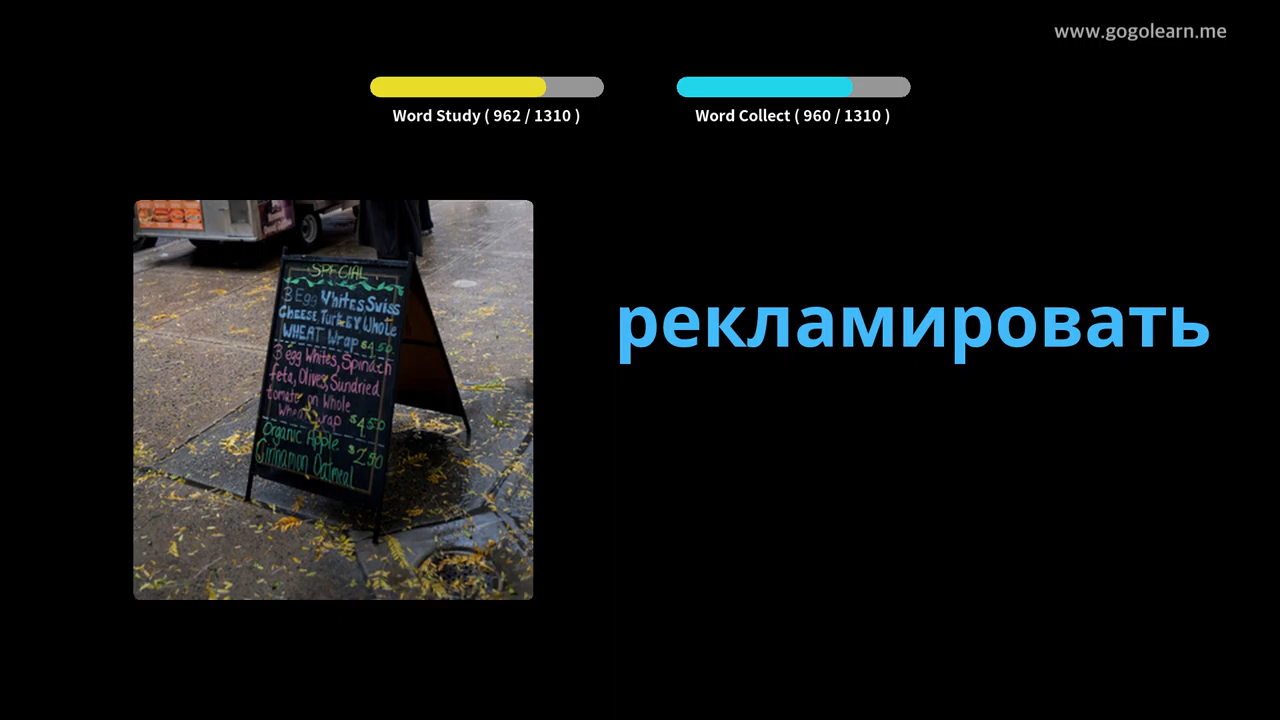 www.gogolearn.me
Word Study ( 962 / 1310 )
Word Collect ( 960 / 1310 )
SPECIAL
3 Egg Whites, Swiss
Cheese, Turkey Whole
WHEAT Wrap $4.50
3 egg Whites, Spinach
feta, Olives, Sundried
tomato on Whole
Wheat Wrap $4.50
Organic Apple
Cinnamon Oatmeal $2.50
рекламировать